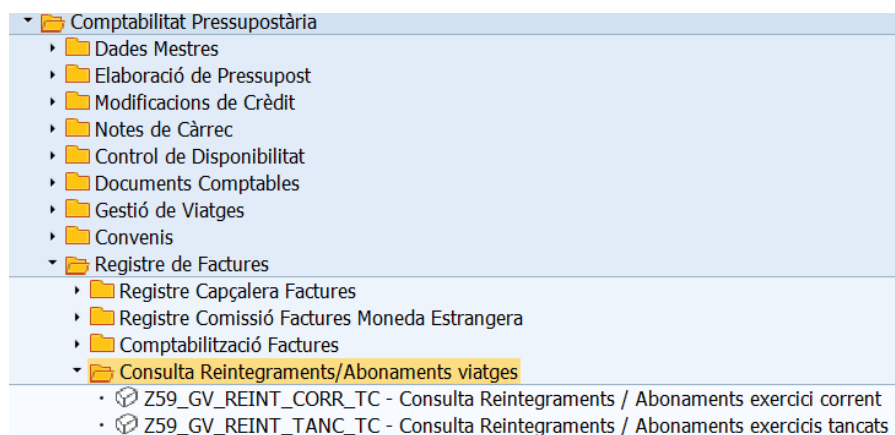 Comptabilitat Pressupostària
Dades Mestres
Elaboració de Pressupost
Modificacions de Crèdit
Notes de Càrrec
Control de Disponibilitat
Documents Comptables
Gestió de Viatges
Convenis
Registre de Factures
Registre Capçalera Factures
Registre Comissió Factures Moneda Estrangera
Comptabilització Factures
Consulta Reintegraments/Abonaments viatges
Z59_GV_REINT_CORR_TC - Consulta Reintegraments / Abonaments exercici corrent
Z59_GV_REINT_TANC_TC - Consulta Reintegraments / Abonaments exercicis tancats